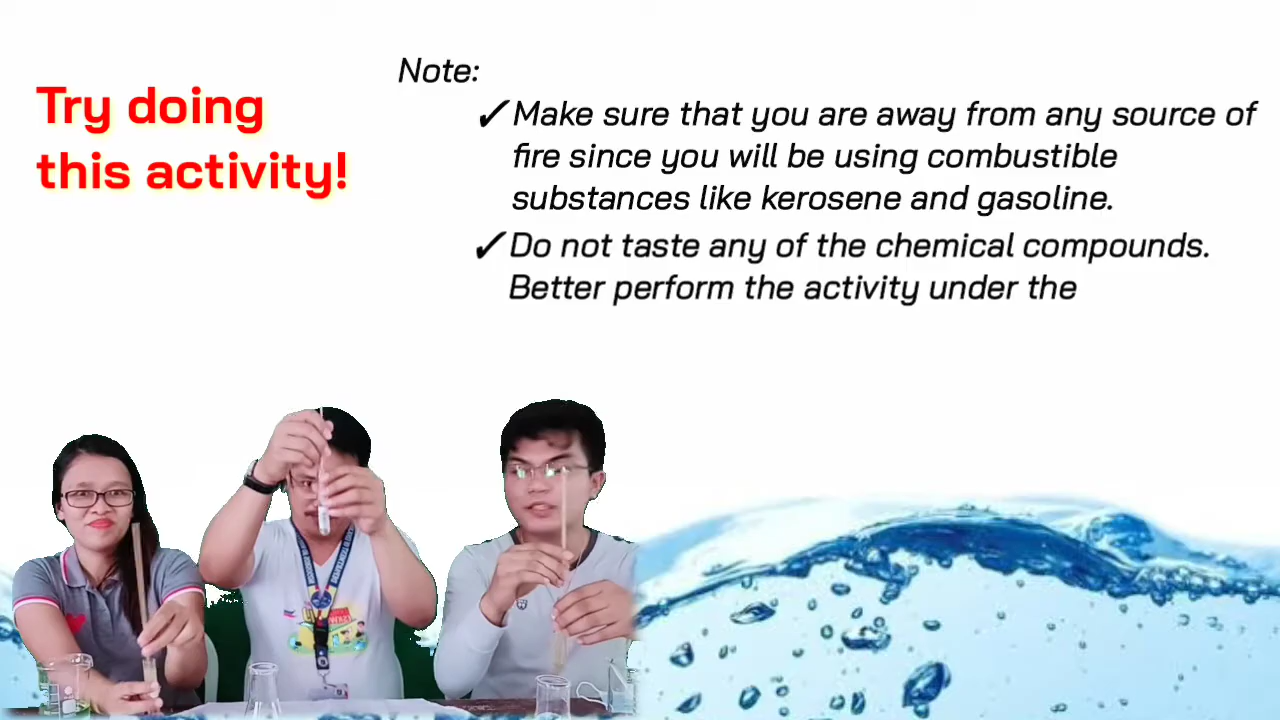 Try doing
this activity!
Note:
✓Make sure that you are away from any source of
fire since you will be using combustible
substances like kerosene and gasoline.
✓Do not taste any of the chemical compounds.
Better perform the activity under the